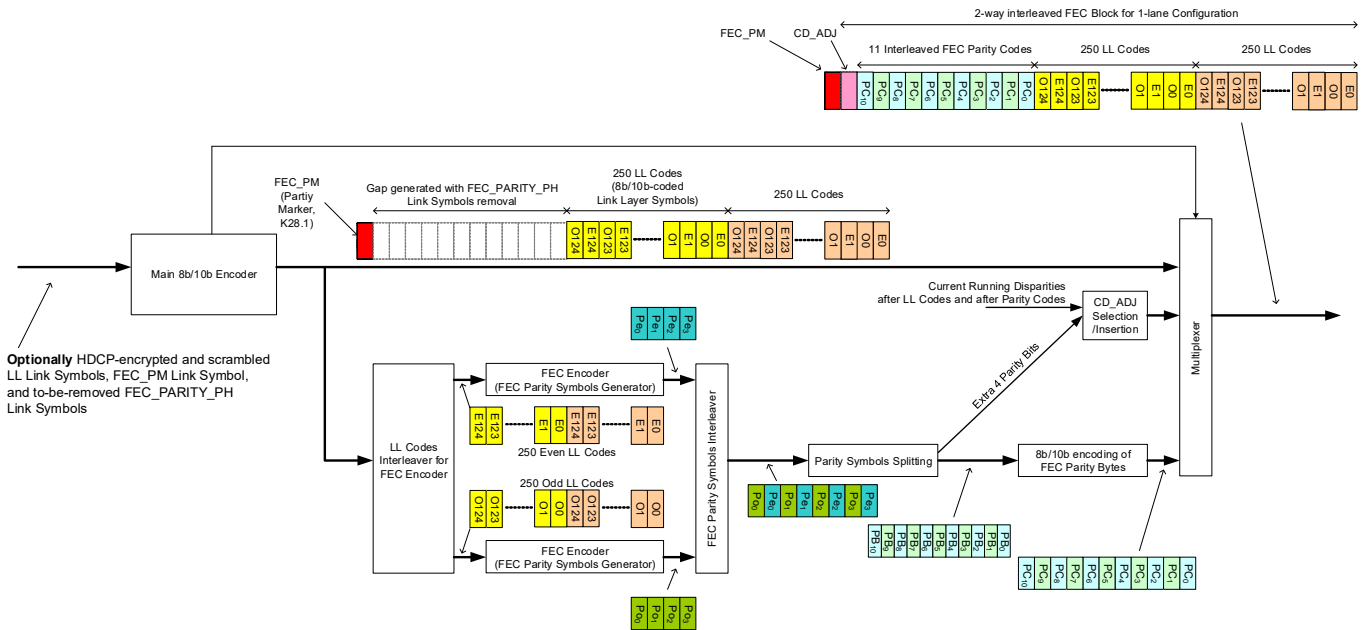 2-way interleaved FEC Block for 1-lane Configuration
FEC_PM
CD_ADJ
11 Interleaved FEC Parity Codes
250 LL Codes
250 LL Codes
PC10 PC9 PC8 PC7 PC6 PC5 PC4 PC3 PC2 PC1 PC0 O124 E124 O123 E123 O1 E1 O0 E0 O124 E124 O123 E123 O1 E1 O0 E0
FEC_PM
(Partiy
Marker,
K28.1)
Gap generated with FEC_PARITY_PH
Link Symbols removal
250 LL Codes
(8b/10b-coded
Link Layer Symbols)
250 LL Codes
O124 E124 O123 E123 O1 E1 O0 E0 O124 E124 O123 E123 O1 E1 O0 E0
Main 8b/10b Encoder
Optionally HDCP-encrypted and scrambled
LL Link Symbols, FEC_PM Link Symbol,
and to-be-removed FEC_PARITY_PH
Link Symbols
Current Running Disparities
after LL Codes and after Parity Codes
CD_ADJ
Selection
/Insertion
Multiplexer
Pe0 Pe1 Pe2 Pe3
FEC Encoder
(FEC Parity Symbols Generator)
E124 E123 E1 E0 E124 E123 E1 E0
250 Even LL Codes
LL Codes
Interleaver for
FEC Encoder
250 Odd LL Codes
O124 O123 O1 O0 O124 O123 O1 O0
FEC Encoder
(FEC Parity Symbols Generator)
Po0 Po1 Po2 Po3
FEC Parity Symbols Interleaver
Extra 4 Parity Bits
Parity Symbols Splitting
8b/10b encoding of
FEC Parity Bytes
Po0 Pe0 Po1 Pe1 Po2 Pe2 Po3 Pe3
PB10 PB9 PB8 PB7 PB6 PB5 PB4 PB3 PB2 PB1 PB0
PC10 PC9 PC8 PC7 PC6 PC5 PC4 PC3 PC2 PC1 PC0